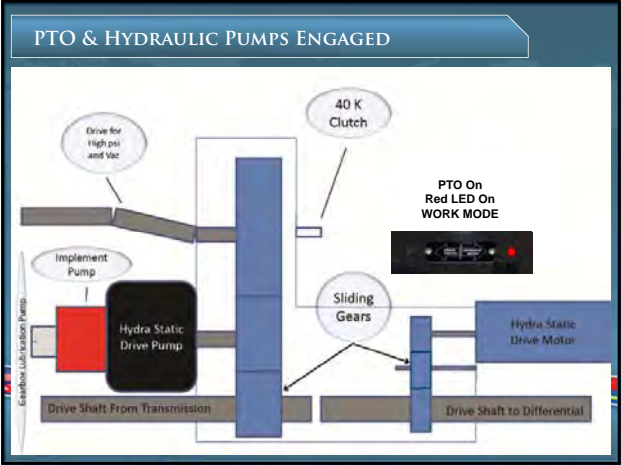 PTO & HYDRAULIC PUMPS ENGAGED
40 K
Clutch
Drive for
High psi
and Vac
PTO On
Red LED On
WORK MODE
Implement
Pump
Sliding
Gears
Gearbox Lubrication Pump
Hydra Static
Drive Pump
Hydra Static
Drive Motor
Drive Shaft From Transmission
Drive Shaft to Differential